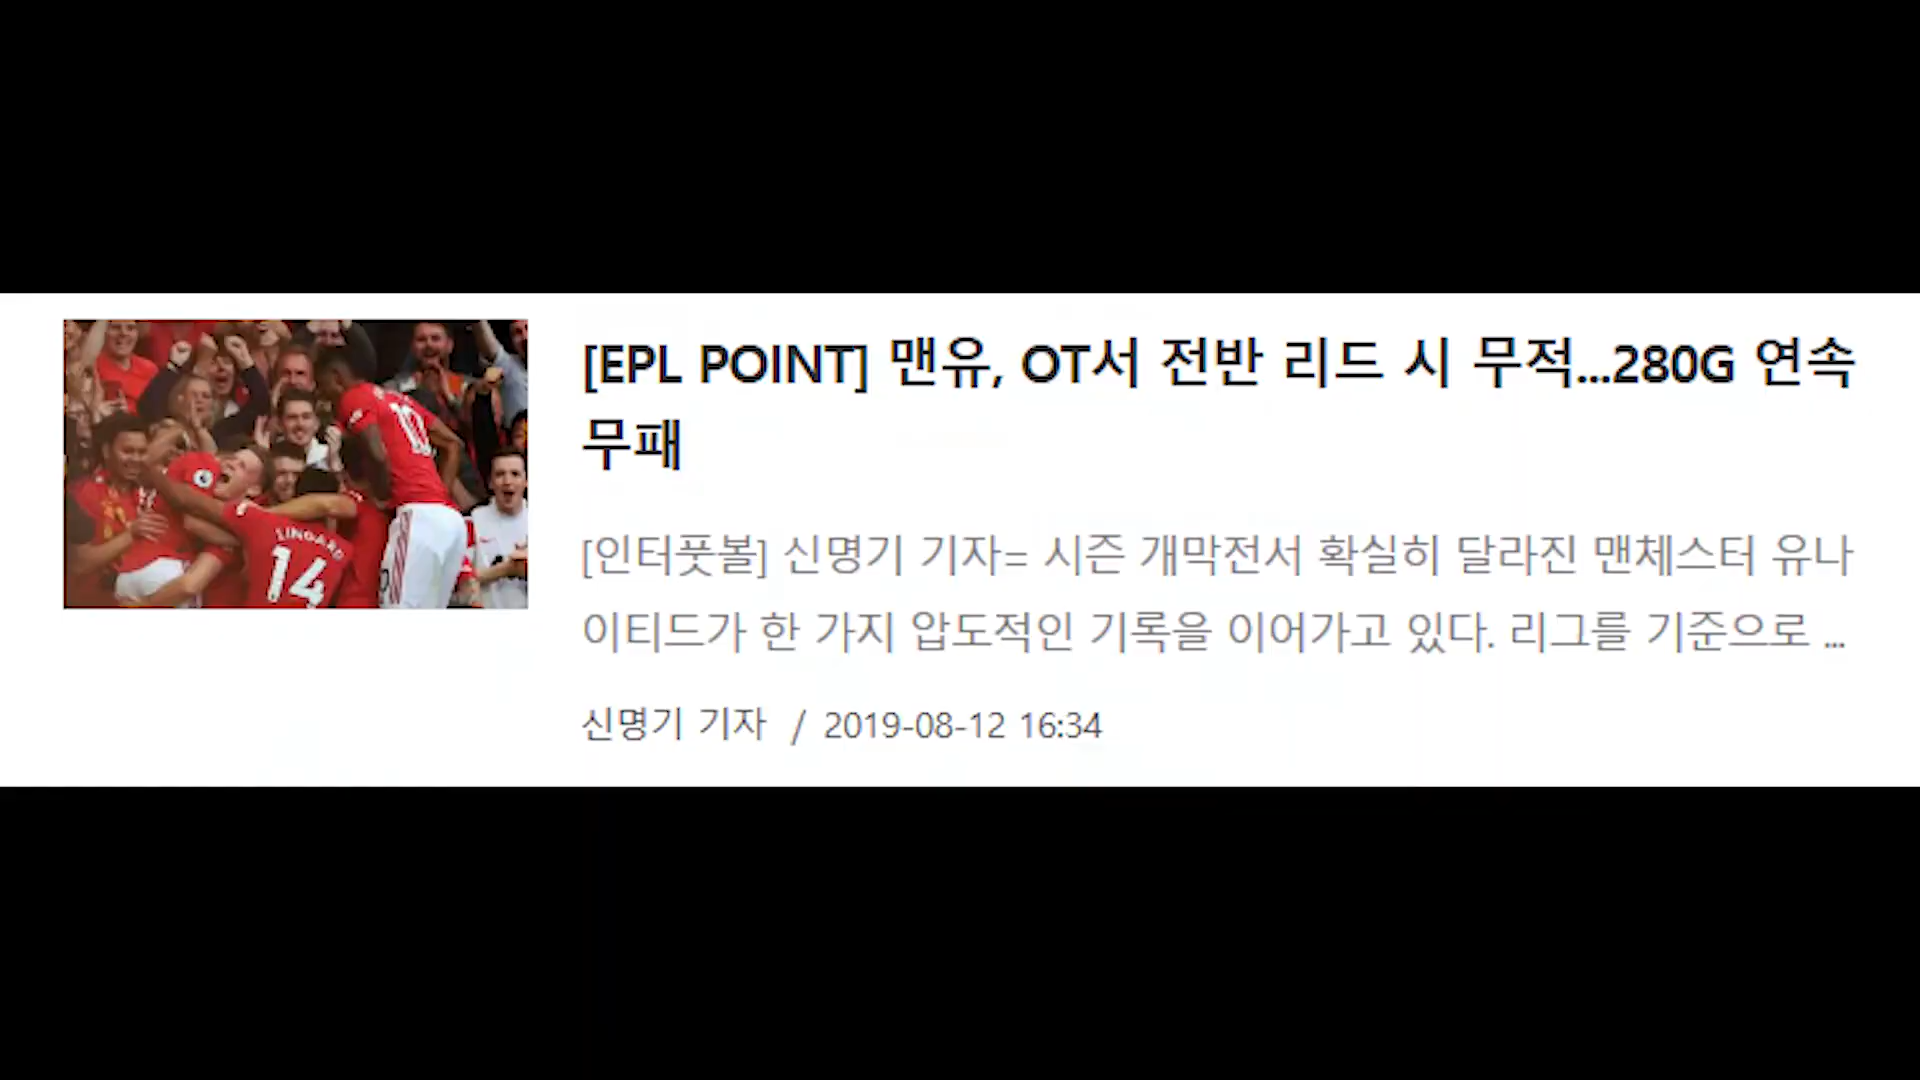 [EPL POINT] 맨유, OT서 전반 리드 시 무적...280G 연속
무패
[인터풋볼] 신명기 기자= 시즌 개막전서 확실히 달라진 맨체스터 유나
이티드가 한 가지 압도적인 기록을 이어가고 있다. 리그를 기준으로 ...
신명기 기자 / 2019-08-12 16:34
10
LINGARD
14